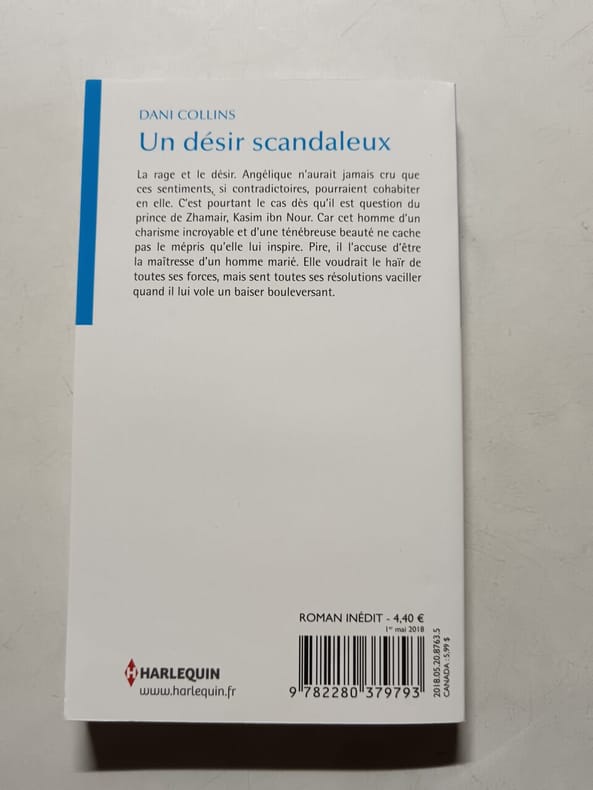 DANI COLLINS
Un désir scandaleux
La rage et le désir. Angélique n'aurait jamais cru que
ces sentiments, si contradictoires, pourraient cohabiter
en elle. C'est pourtant le cas dès qu'il est question du
prince de Zhamair, Kasim ibn Nour. Car cet homme d'un
charisme incroyable et d'une ténébreuse beauté ne cache
pas le mépris qu'elle lui inspire. Pire, il l'accuse d'être
la maîtresse d'un homme marié. Elle voudrait le haïr de
toutes ses forces, mais sent toutes ses résolutions vaciller
quand il lui vole un baiser bouleversant.
ROMAN INÉDIT - 4,40 €
1er mai 2018
9 782280 379793
2018.05.20.8763.5
CANADA : 5,99 $
HARLEQUIN
www.harlequin.fr